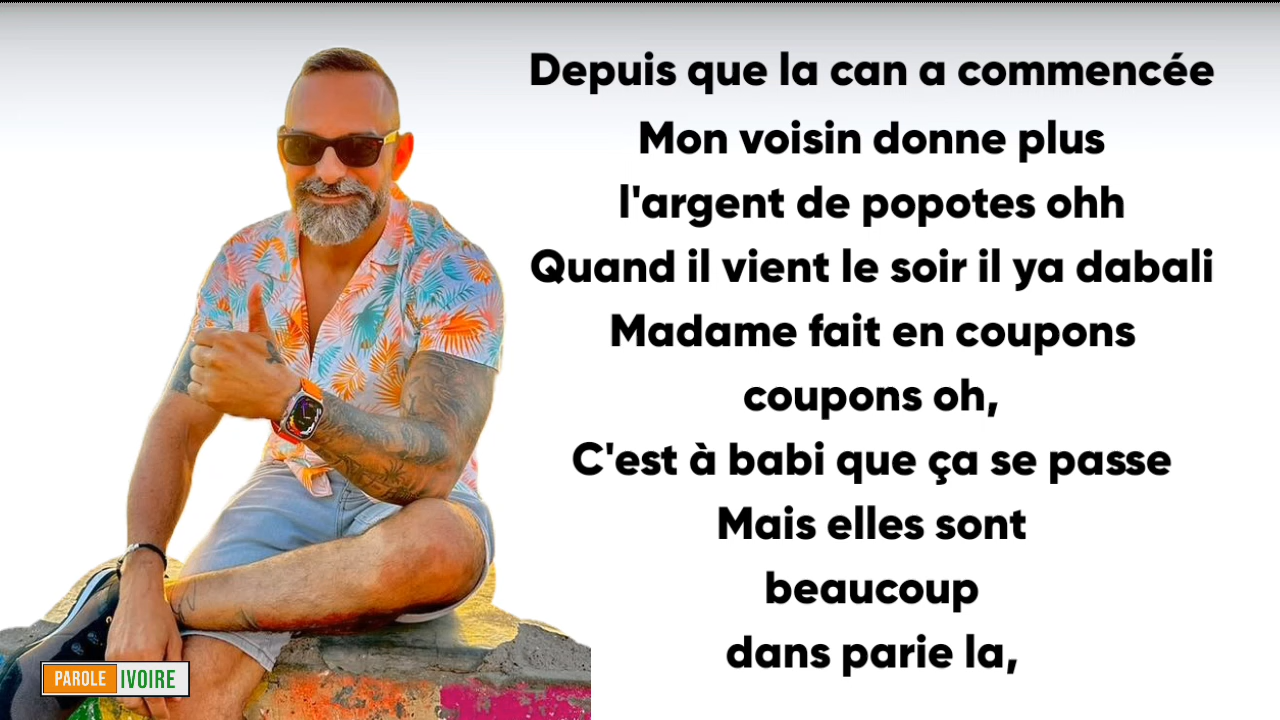 Depuis que la can a commencée
Mon voisin donne plus
l'argent de popotes ohh
Quand il vient le soir il ya dabali
Madame fait en coupons
coupons oh,
C'est à babi que ça se passe
Mais elles sont
beaucoup
dans parie la,
PAROLE IVOIRE